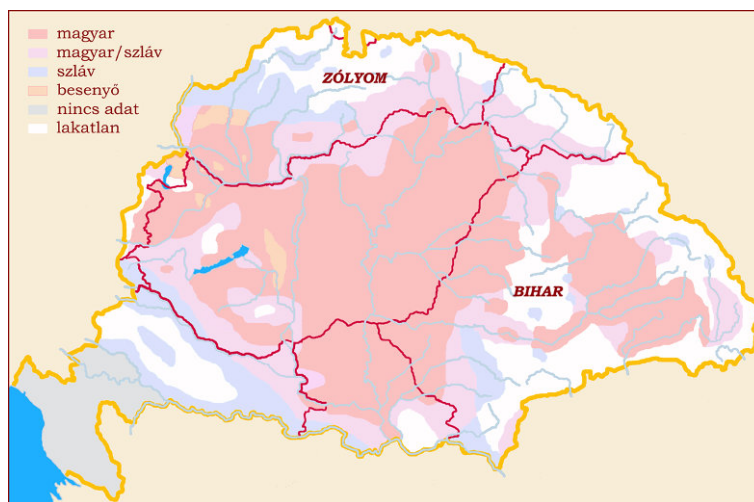 magyar
magyar/szláv
szláv
besenyő
nincs adat
lakatlan
ZÓLYOM
BIHAR